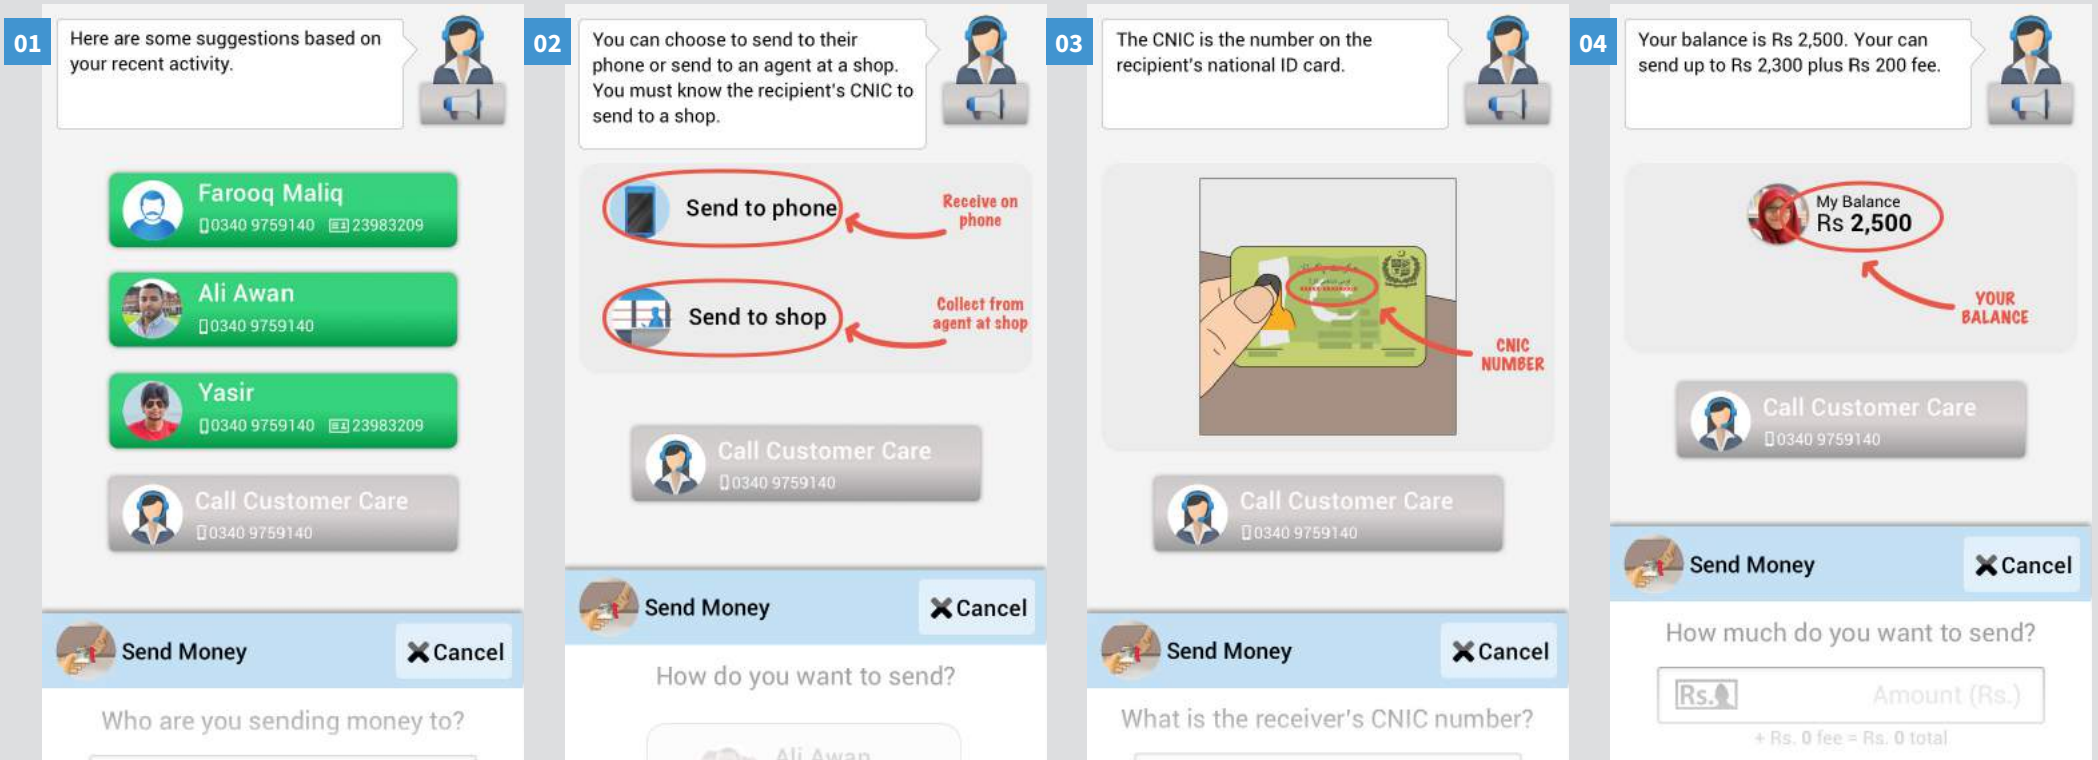 01
Here are some suggestions based on
your recent activity.
Farooq Maliq
0340 9759140 23983209
Ali Awan
0340 9759140
Yasir
0340 9759140 23983209
Call Customer Care
0340 9759140
Send Money
Cancel
Who are you sending money to?
02
You can choose to send to their
phone or send to an agent at a shop.
You must know the recipient's CNIC to
send to a shop.
Send to phone
Receive on
phone
Send to shop
Collect from
agent at shop
Call Customer Care
0340 9759140
Send Money
Cancel
How do you want to send?
Ali Awan
03
The CNIC is the number on the
recipient's national ID card.
CNIC
NUMBER
Call Customer Care
0340 9759140
Send Money
Cancel
What is the receiver's CNIC number?
04
Your balance is Rs 2,500. Your can
send up to Rs 2,300 plus Rs 200 fee.
My Balance
Rs 2,500
YOUR
BALANCE
Call Customer Care
0340 9759140
Send Money
Cancel
How much do you want to send?
Rs.
Amount (Rs.)
+ Rs. 0 fee = Rs. 0 total